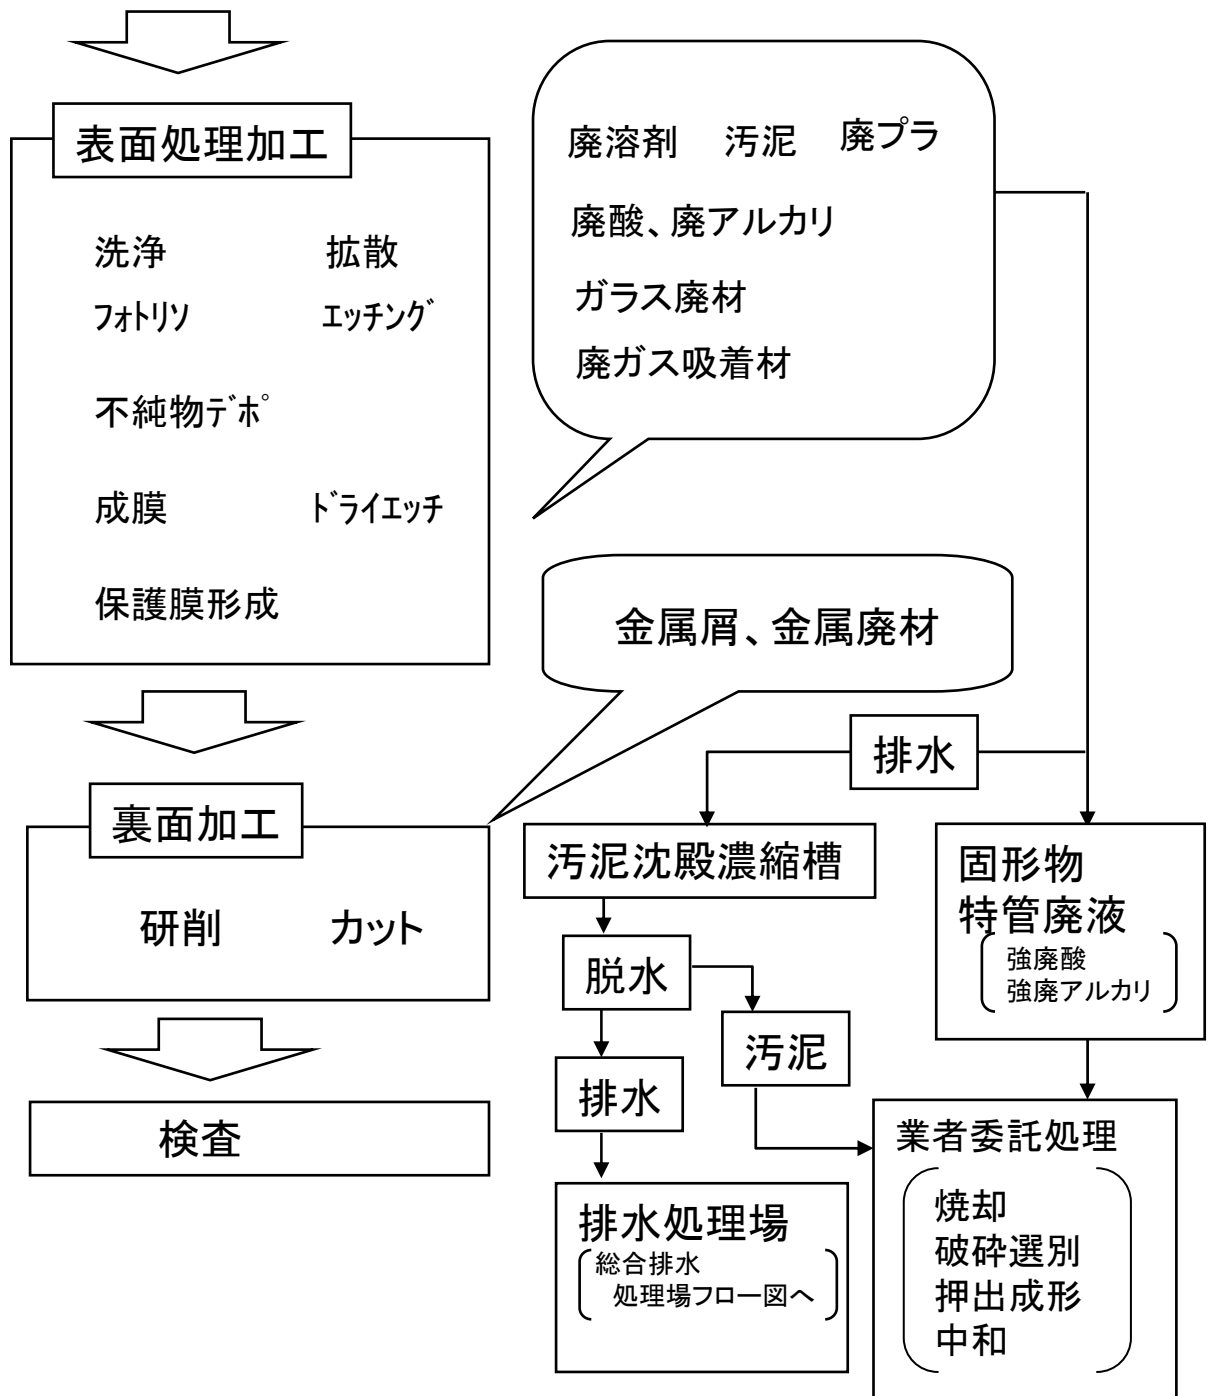 表面処理加工
洗浄 拡散
フォトリソ エッチング
不純物デポ
成膜 ドライエッチ
保護膜形成
廃溶剤 汚泥 廃プラ
廃酸、廃アルカリ
ガラス廃材
廃ガス吸着材
金属屑、金属廃材
裏面加工
研削 カット
検査
排水
汚泥沈殿濃縮槽
脱水
汚泥
排水
排水処理場
総合排水
処理場フロー図へ
固形物
特管廃液
強廃酸
強廃アルカリ
業者委託処理
焼却
破砕選別
押出成形
中和